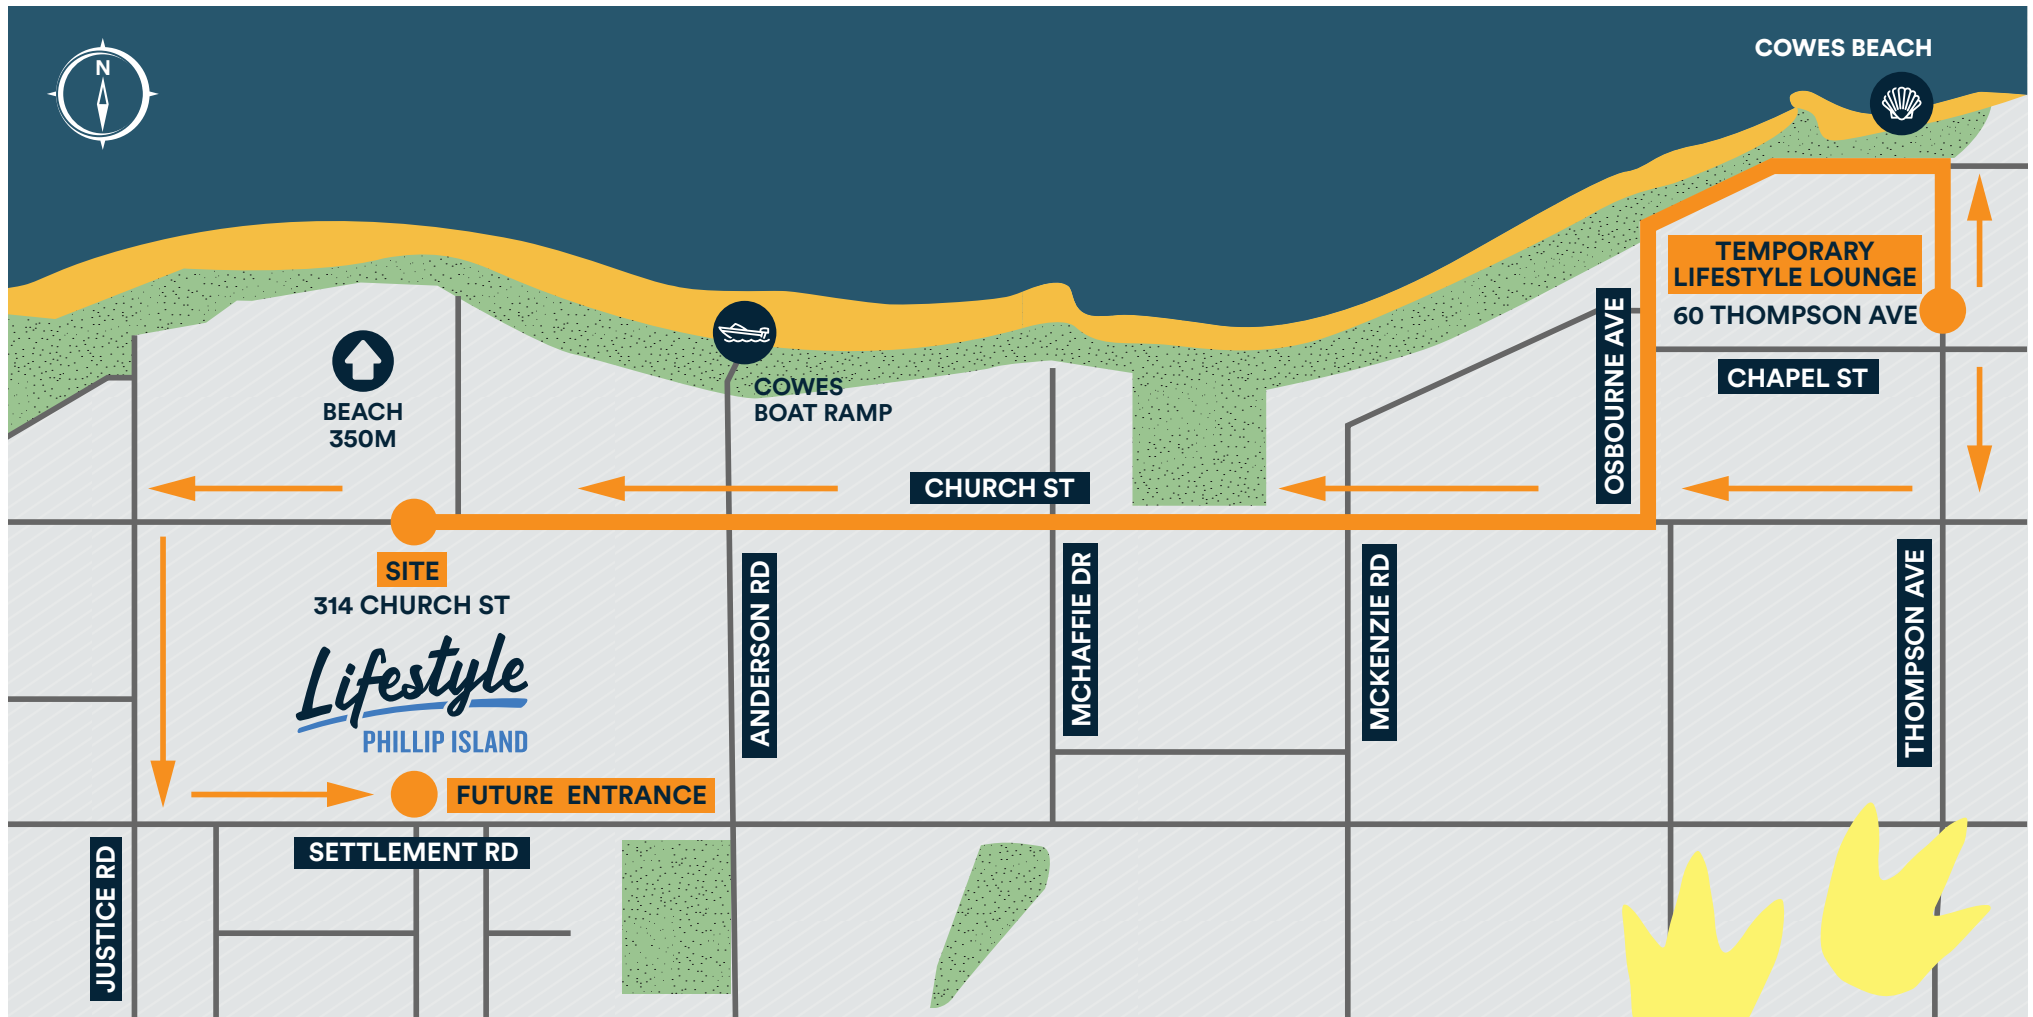 COWES BEACH
N
TEMPORARY
LIFESTYLE LOUNGE
60 THOMPSON AVE
OSBOURNE AVE
CHAPEL ST
COWES
BOAT RAMP
BEACH
350M
CHURCH ST
SITE
314 CHURCH ST
Lifestyle
PHILLIP ISLAND
ANDERSON RD
MCHAFFIE DR
MCKENZIE RD
THOMPSON AVE
FUTURE ENTRANCE
SETTLEMENT RD
JUSTICE RD